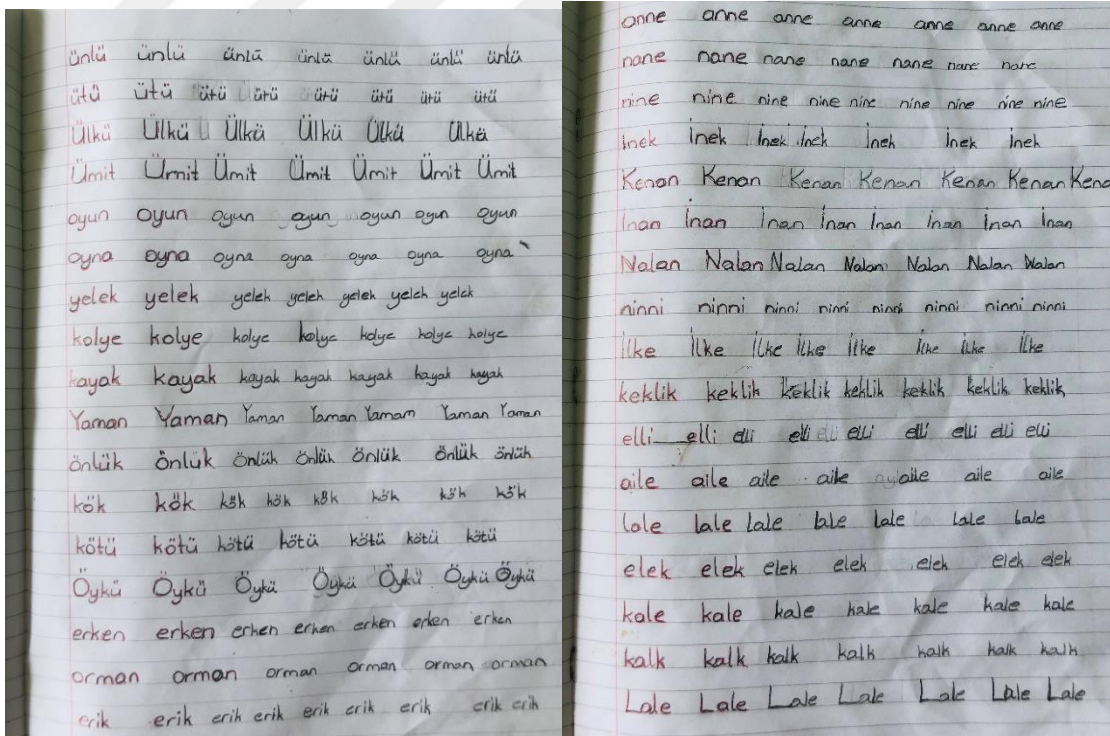 ünlü ünlü ünlü ünlü ünlü ünlü ünlü
ütü ütü ütü ütü ütü ütü ütü ütü
Ülkü Ülkü Ülkü Ülkü Ülkü Ülkü
Ümit Ümit Ümit Ümit Ümit Ümit Ümit
oyun oyun oyun oyun oyun oyun oyun
oyna oyna oyna oyna oyna oyna oyna
yelek yelek yelek yelek yelek yelek yelek
kolye kolye kolye kolye kolye kolye kolye
kayak kayak kayak kayak kayak kayak kayak
Yaman Yaman Yaman Yaman Yamam Yaman Yaman
önlük önlük önlük önlük önlük önlük önlük
kök kök kök kök kök kök kök kök
kötü kötü kötü kötü kötü kötü kötü
Öykü Öykü Öykü Öykü Öykü Öykü Öykü
erken erken erken erken erken erken erken
orman orman orman orman orman orman
erik erik erik erik erik erik erik erik erik
anne anne anne anne anne anne anne
nane nane nane nane nane nane nane
nine nine nine nine nine nine nine nine nine
inek inek inek inek inek inek inek
Kenan Kenan Kenan Kenan Kenan Kenan Kena
İnan İnan İnan İnan İnan İnan İnan İnan
Nalan Nalan Nalan Nalan Nalan Nalan Nalan
ninni ninni ninni ninni ninni ninni ninni ninni
İlke İlke İlke İlke İlke İlke İlke İlke
keklik keklik keklik keklik keklik keklik keklik
elli elli elli elli elli elli elli elli elli elli
aile aile aile aile aile aile aile
lale lale lale lale lale lale lale
elek elek elek elek elek elek elek
kale kale kale kale kale kale kale
kalk kalk kalk kalk kalk kalk kalk
Lale Lale Lale Lale Lale Lale Lale